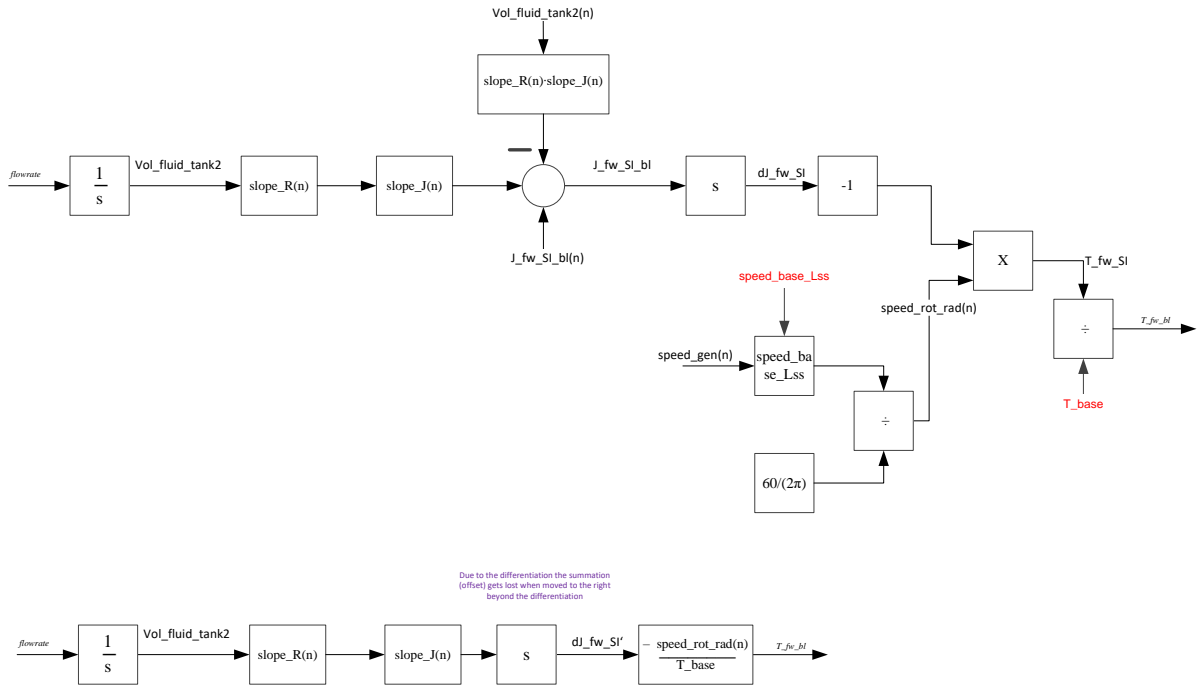 Vol_fluid_tank2(n)
slope_R(n)·slope_J(n)
flowrate
1
s
Vol_fluid_tank2
slope_R(n)
slope_J(n)
−
J_fw_SI_bl
s
dJ_fw_SI
-1
J_fw_SI_bl(n)
X
T_fw_SI
speed_base_Lss
speed_rot_rad(n)
÷
T_fw_bl
speed_gen(n)
speed_ba
se_Lss
T_base
÷
60/(2π)
Due to the differentiation the summation
(offset) gets lost when moved to the right
beyond the differentiation
flowrate
1
s
Vol_fluid_tank2
slope_R(n)
slope_J(n)
s
dJ_fw_SI‘
− speed_rot_rad(n)
T_base
T_fw_bl